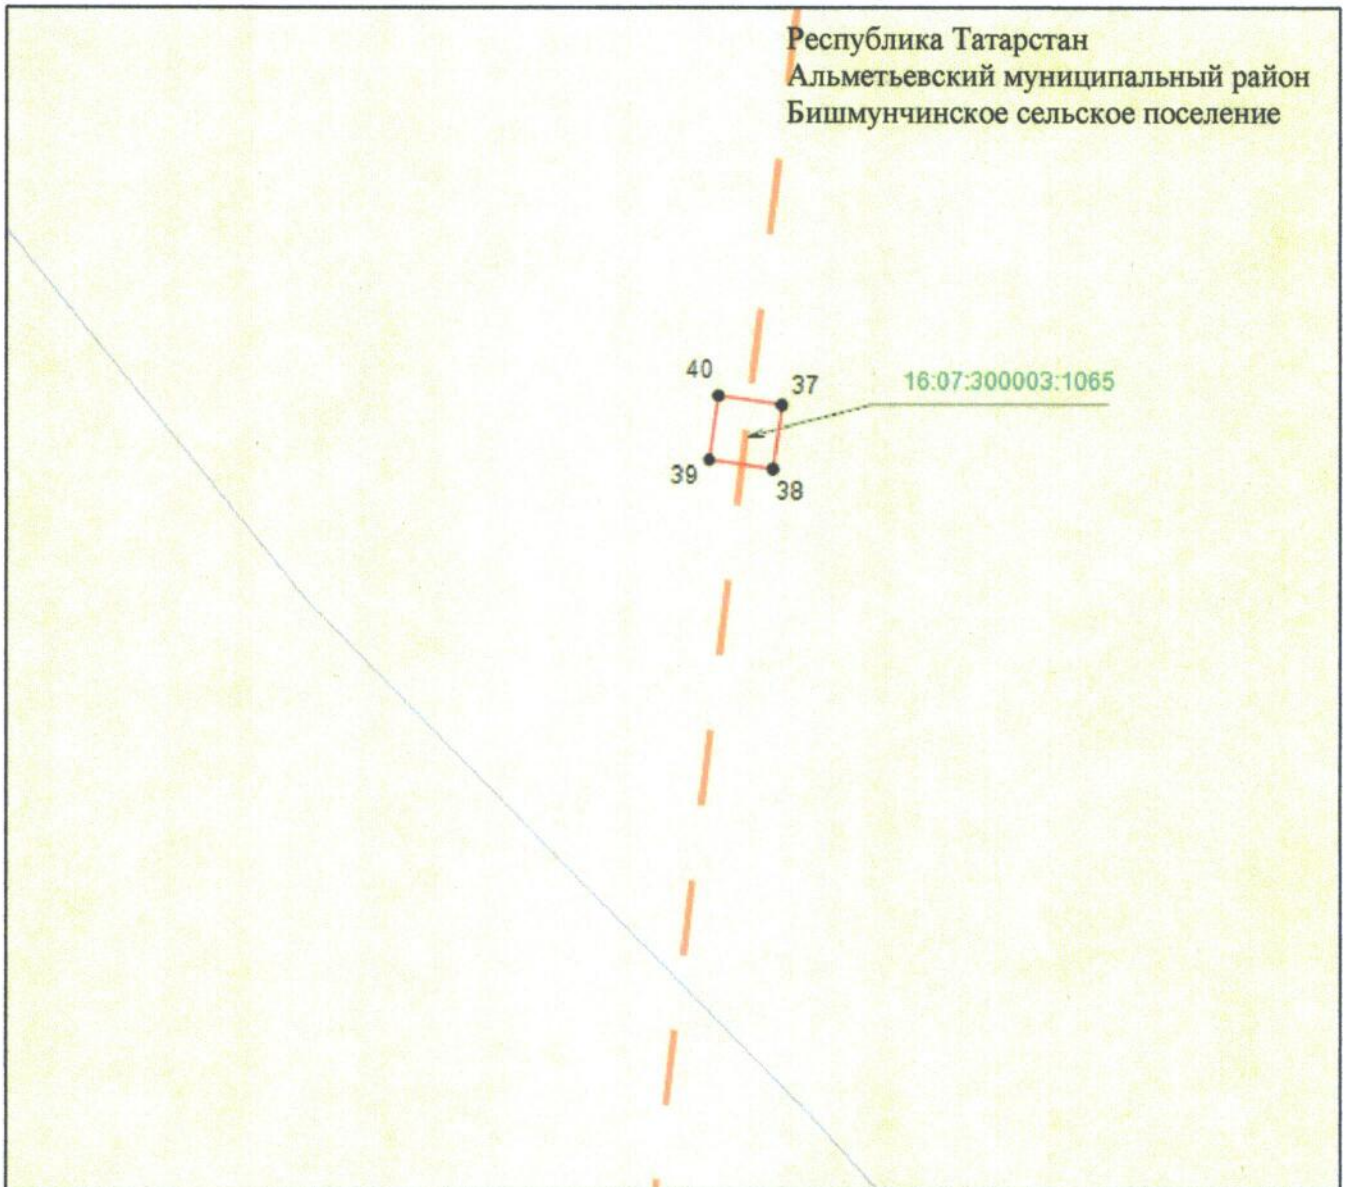 Республика Татарстан
Альметьевский муниципальный район
Бишмунчинское сельское поселение
40
37
16:07:300003:1065
39
38